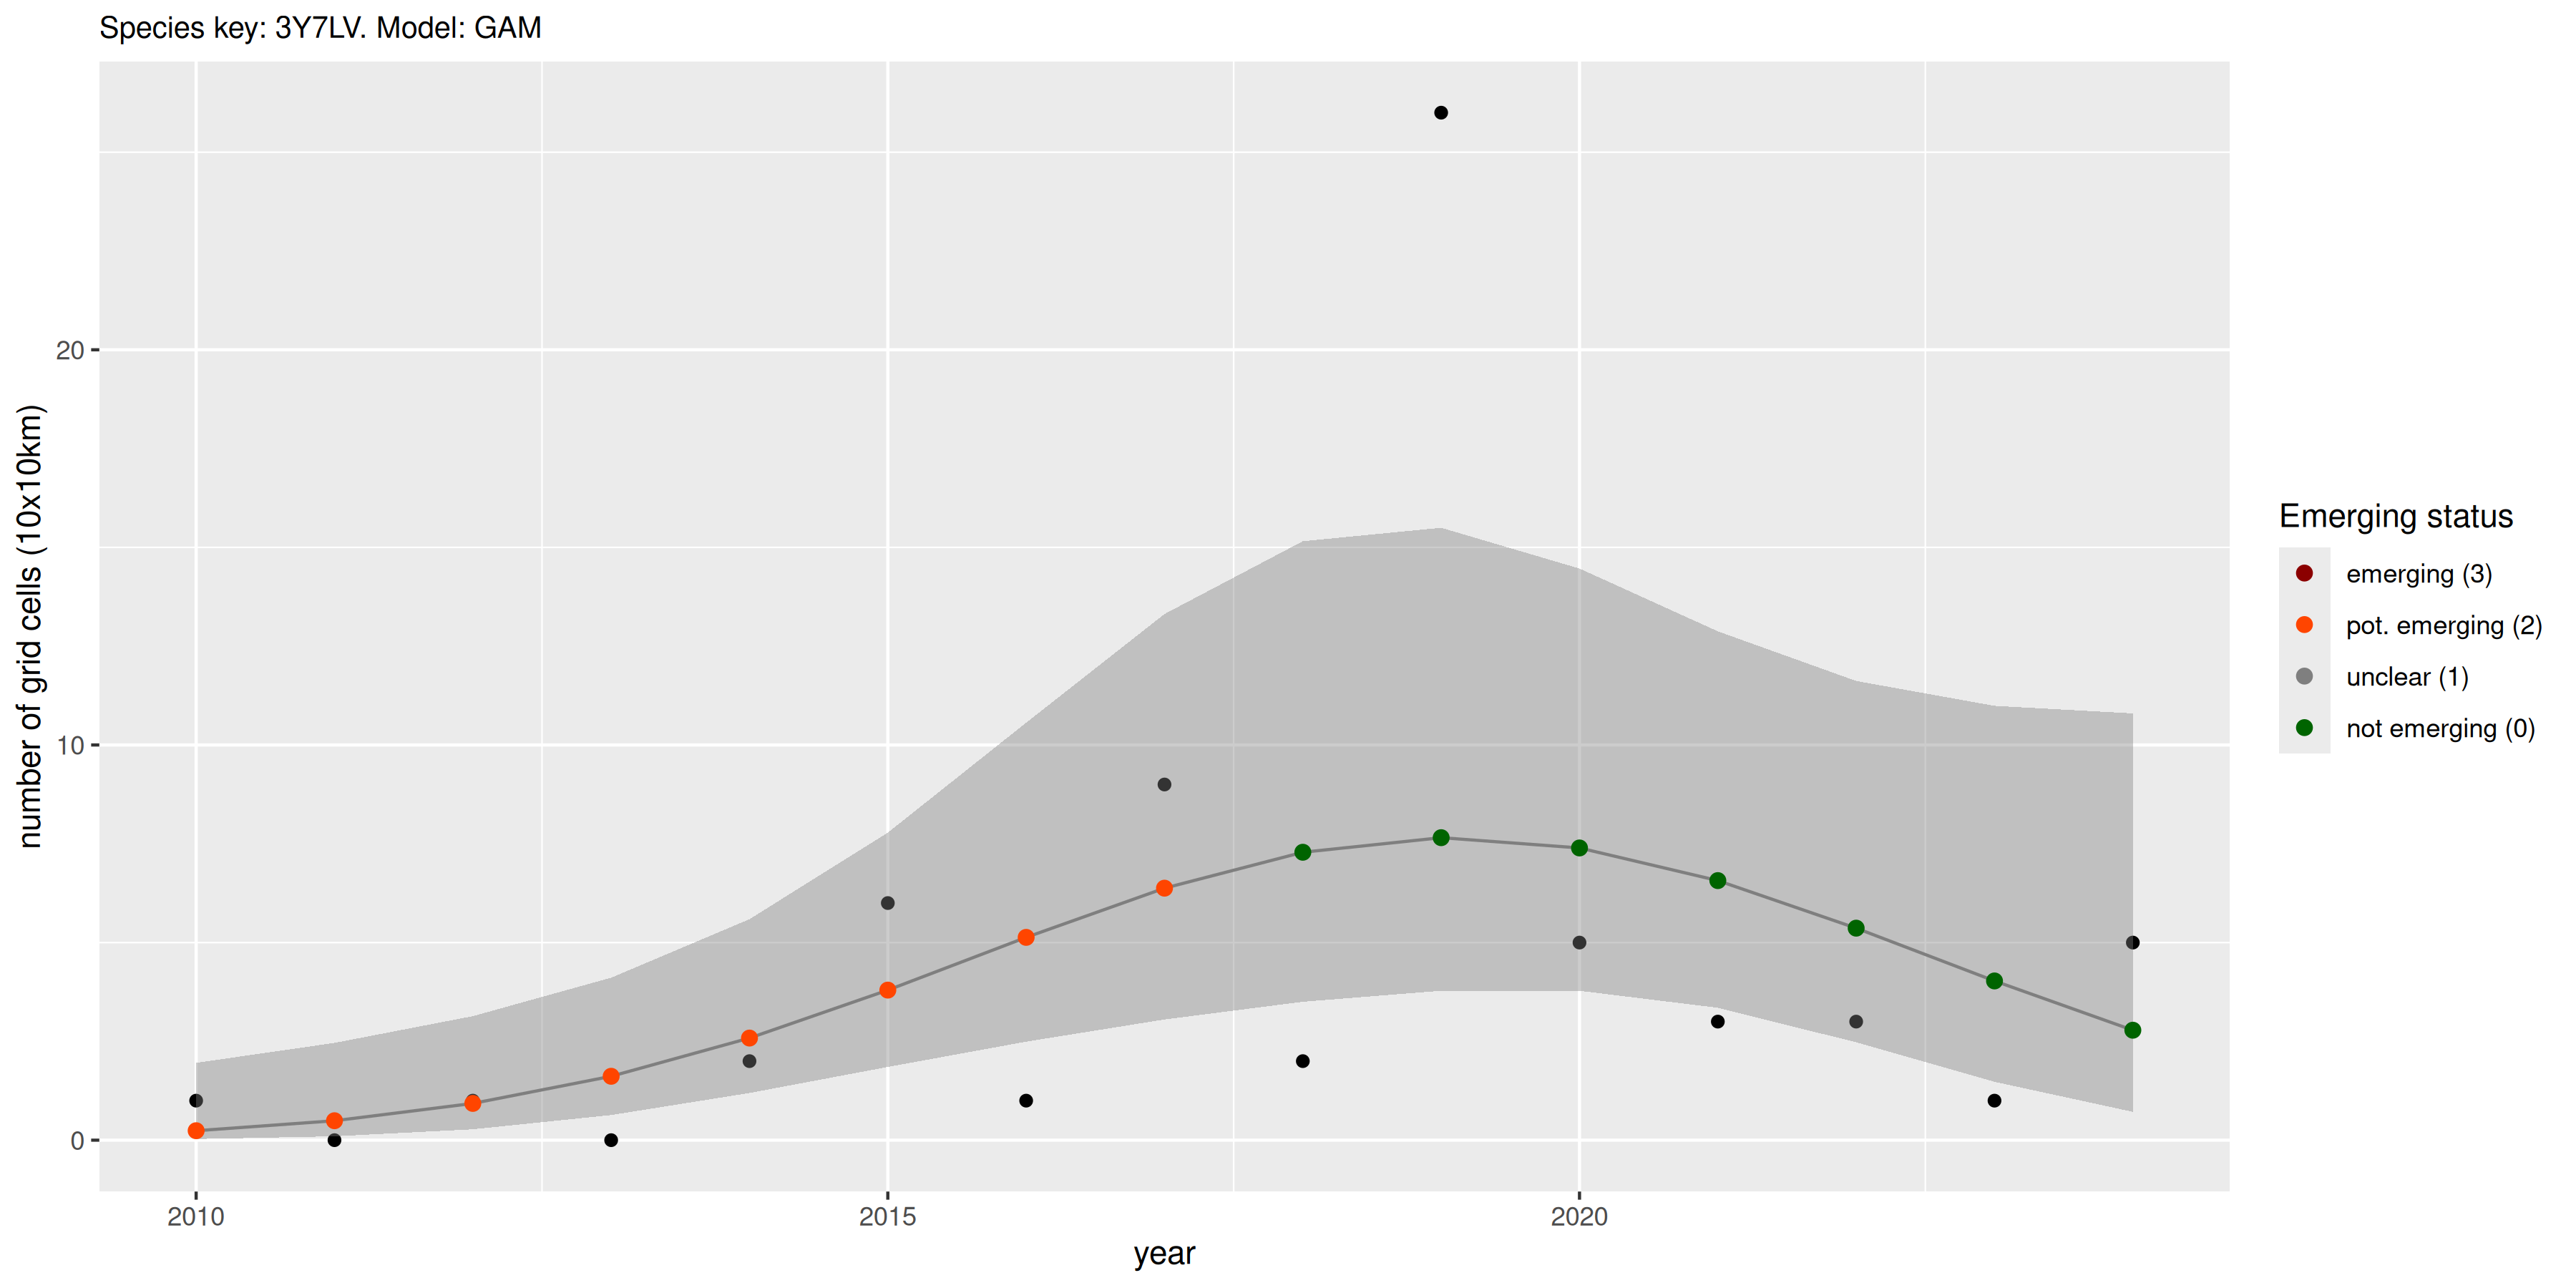 Species key: 3Y7LV. Model: GAM
number of grid cells (10x10km)
20
10
0
2010
2015
2020
year
Emerging status
emerging (3)
pot. emerging (2)
unclear (1)
not emerging (0)